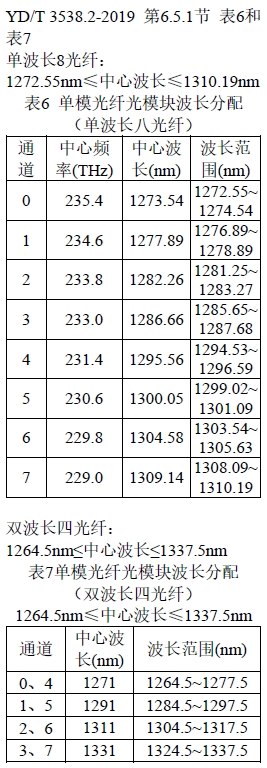 YD/T 3538.2-2019 第6.5.1节 表6和
表7
单波长8光纤：
1272.55nm≤中心波长≤1310.19nm
表6 单模光纤光模块波长分配
（单波长八光纤）
通道 中心频率(THz) 中心波长(nm) 波长范围(nm)
0 235.4 1273.54 1272.55~1274.54
1 234.6 1277.89 1276.89~1278.89
2 233.8 1282.26 1281.25~1283.27
3 233.0 1286.66 1285.65~1287.68
4 231.4 1295.56 1294.53~1296.59
5 230.6 1300.05 1299.02~1301.09
6 229.8 1304.58 1303.54~1305.63
7 229.0 1309.14 1308.09~1310.19
双波长四光纤：
1264.5nm≤中心波长≤1337.5nm
表7单模光纤光模块波长分配
（双波长四光纤）
1264.5nm≤中心波长≤1337.5nm
通道 中心波长(nm) 波长范围(nm)
0、4 1271 1264.5~1277.5
1、5 1291 1284.5~1297.5
2、6 1311 1304.5~1317.5
3、7 1331 1324.5~1337.5